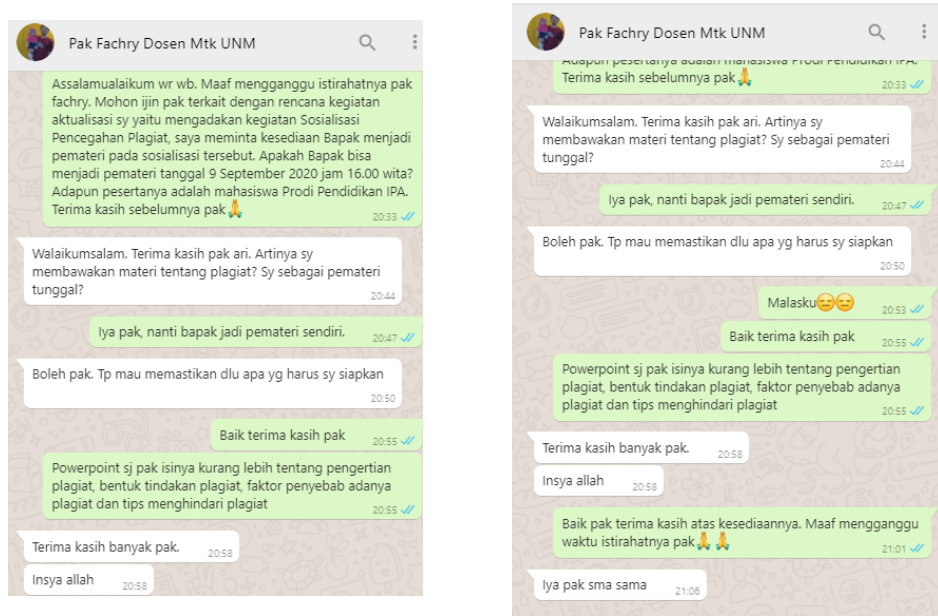 Pak Fachry Dosen Mtk UNM
Assalamualaikum wr wb. Maaf mengganggu istirahatnya pak
fachry. Mohon ijin pak terkait dengan rencana kegiatan
aktualisasi sy yaitu mengadakan kegiatan Sosialisasi
Pencegahan Plagiat, saya meminta kesediaan Bapak menjadi
pemateri pada sosialisasi tersebut. Apakah Bapak bisa
menjadi pemateri tanggal 9 September 2020 jam 16.00 wita?
Adapun pesertanya adalah mahasiswa Prodi Pendidikan IPA.
Terima kasih sebelumnya pak🙏
20:33
Walaikumsalam. Terima kasih pak ari. Artinya sy
membawakan materi tentang plagiat? Sy sebagai pemateri
tunggal?
20:44
Iya pak, nanti bapak jadi pemateri sendiri.
20:47
Boleh pak. Tp mau memastikan dlu apa yg harus sy siapkan
20:50
Baik terima kasih pak
20:55
Powerpoint sj pak isinya kurang lebih tentang pengertian
plagiat, bentuk tindakan plagiat, faktor penyebab adanya
plagiat dan tips menghindari plagiat
20:55
Terima kasih banyak pak.
20:58
Insya allah
20:58
Pak Fachry Dosen Mtk UNM
Adapun pesertanya adalah mahasiswa Prodi Pendidikan IPA.
Terima kasih sebelumnya pak🙏
20:33
Walaikumsalam. Terima kasih pak ari. Artinya sy
membawakan materi tentang plagiat? Sy sebagai pemateri
tunggal?
20:44
Iya pak, nanti bapak jadi pemateri sendiri.
20:47
Boleh pak. Tp mau memastikan dlu apa yg harus sy siapkan
20:50
Malasku😑😑
20:53
Baik terima kasih pak
20:55
Powerpoint sj pak isinya kurang lebih tentang pengertian
plagiat, bentuk tindakan plagiat, faktor penyebab adanya
plagiat dan tips menghindari plagiat
20:55
Terima kasih banyak pak.
20:58
Insya allah
20:58
Baik pak terima kasih atas kesediaannya. Maaf mengganggu
waktu istirahatnya pak🙏🙏
21:01
Iya pak sma sama
21:06